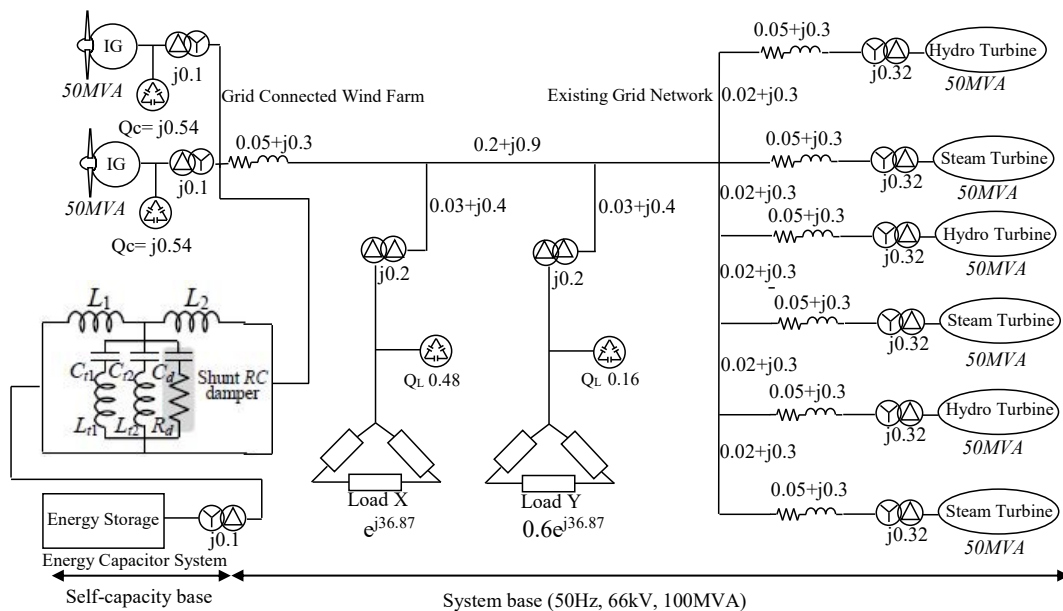 IG
50MVA
j0.1
Qc= j0.54
Grid Connected Wind Farm
IG
50MVA
j0.1
Qc= j0.54
0.05+j0.3
0.2+j0.9
Existing Grid Network
0.03+j0.4
j0.2
QL 0.48
Load X
e^j36.87
0.03+j0.4
j0.2
QL 0.16
Load Y
0.6e^j36.87
0.05+j0.3
j0.32
Hydro Turbine
50MVA
0.02+j0.3
0.05+j0.3
j0.32
Steam Turbine
50MVA
0.02+j0.3
0.05+j0.3
j0.32
Hydro Turbine
50MVA
0.02+j0.3
0.05+j0.3
j0.32
Steam Turbine
50MVA
0.02+j0.3
0.05+j0.3
j0.32
Hydro Turbine
50MVA
0.02+j0.3
0.05+j0.3
j0.32
Steam Turbine
50MVA
L1
L2
Ct1
Ct2
Cd
Shunt RC
damper
Lt1
Lt2
Rd
Energy Storage
j0.1
Energy Capacitor System
Self-capacity base
System base (50Hz, 66kV, 100MVA)